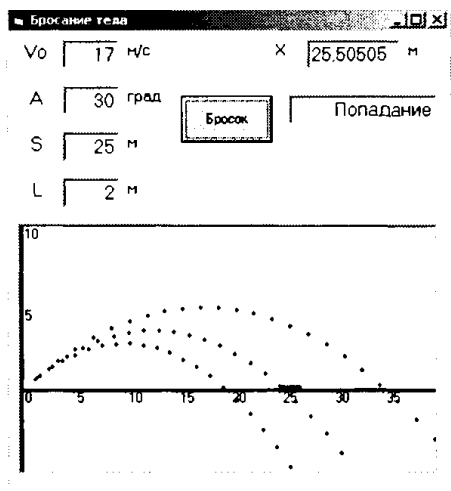 Бросание тела
Vo 17 м/с X 25.50505 м
A 30 град Бросок Попадание
S 25 м
L 2 м
10
5
0 5 10 15 20 25 30 35